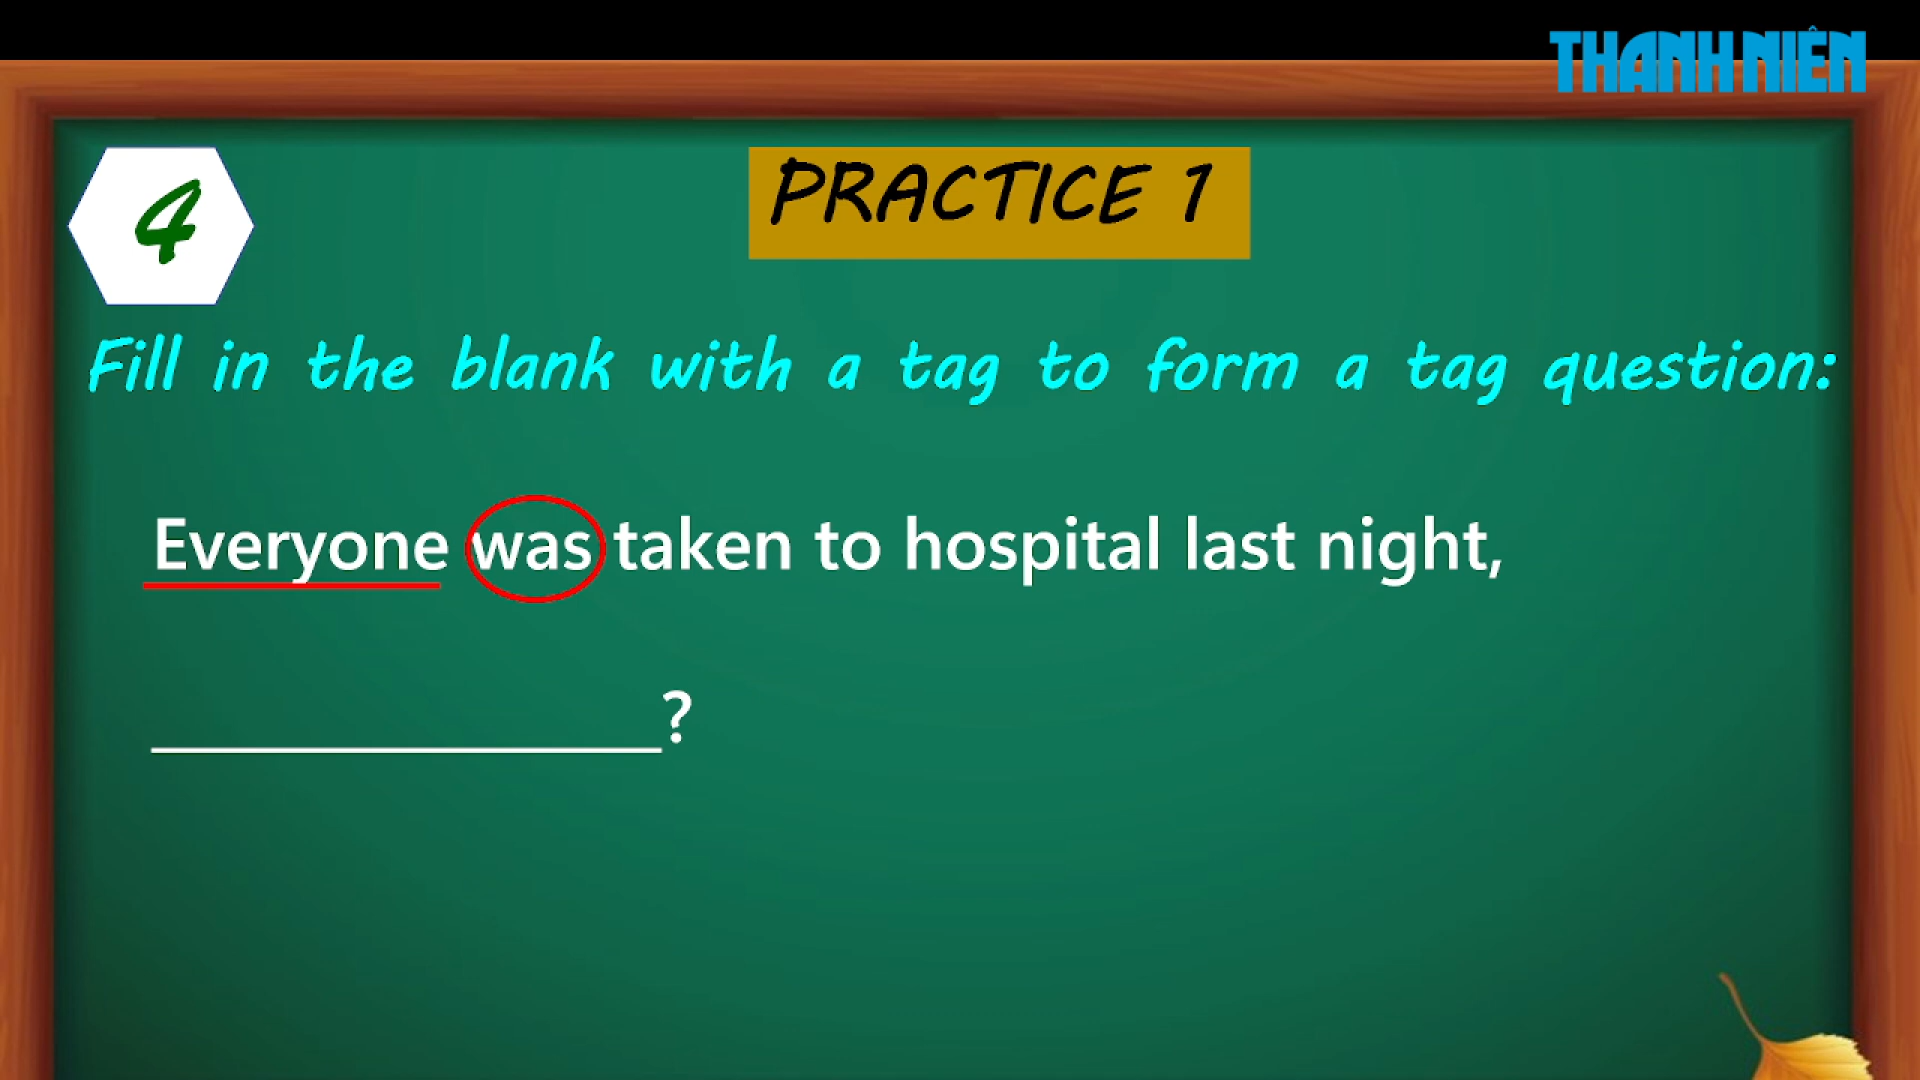 THANH NIÊN
4
PRACTICE 1
Fill in the blank with a tag to form a tag question:
Everyone was taken to hospital last night,
_______________?